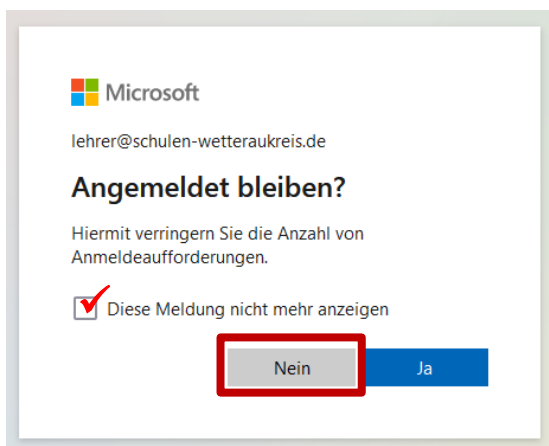 Microsoft
lehrer@schulen-wetteraukreis.de
Angemeldet bleiben?
Hiermit verringern Sie die Anzahl von
Anmeldeaufforderungen.
Diese Meldung nicht mehr anzeigen
Nein Ja